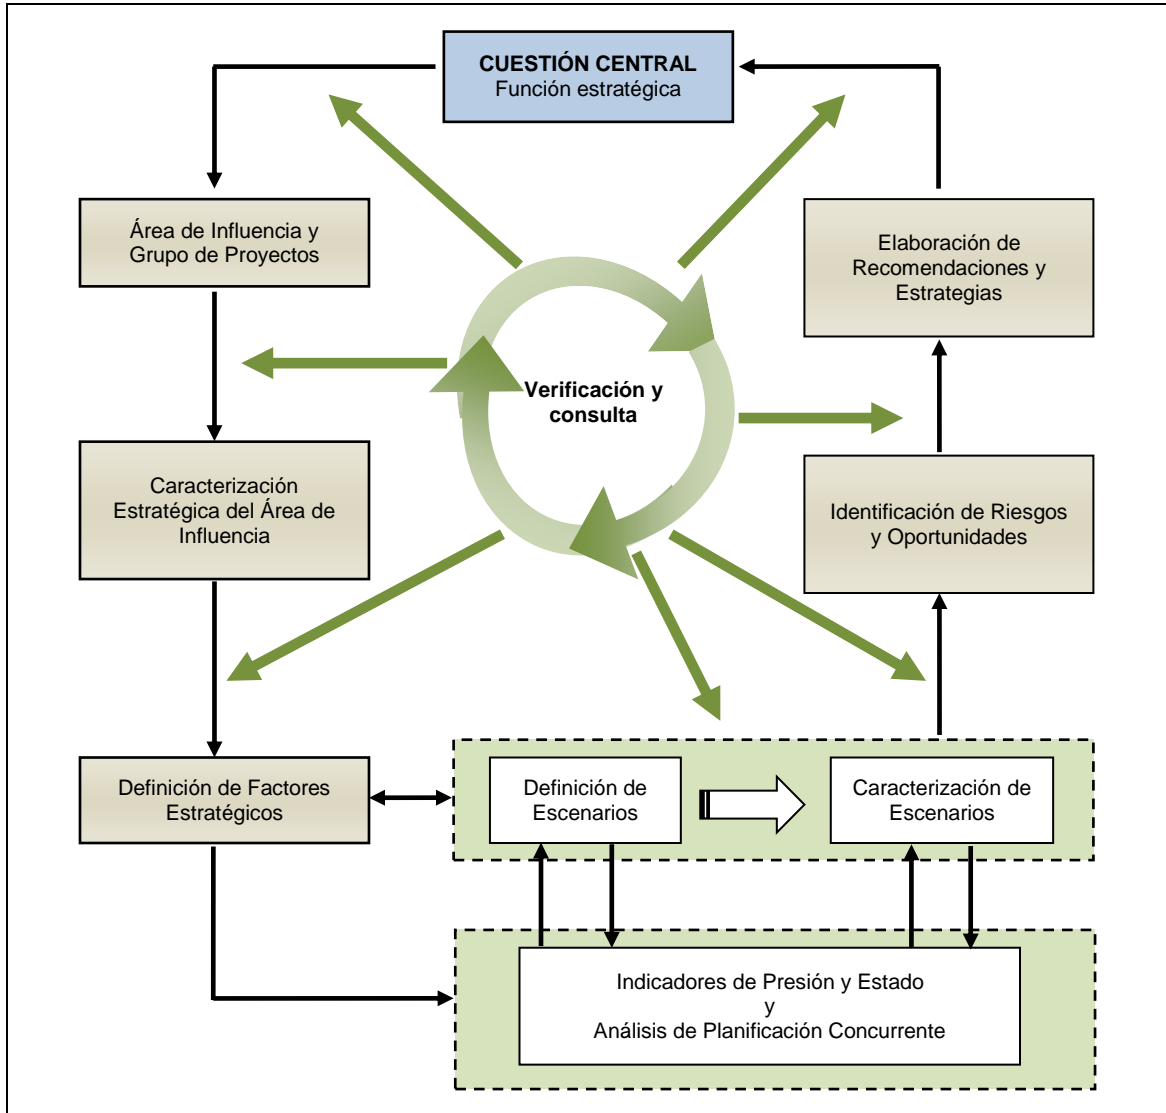 CUESTIÓN CENTRAL
Función estratégica
Área de Influencia y
Grupo de Proyectos
Elaboración de
Recomendaciones y
Estrategias
Verificación y
consulta
Caracterización
Estratégica del Área de
Influencia
Identificación de Riesgos
y Oportunidades
Definición de Factores
Estratégicos
Definición de
Escenarios
Caracterización de
Escenarios
Indicadores de Presión y Estado
y
Análisis de Planificación Concurrente